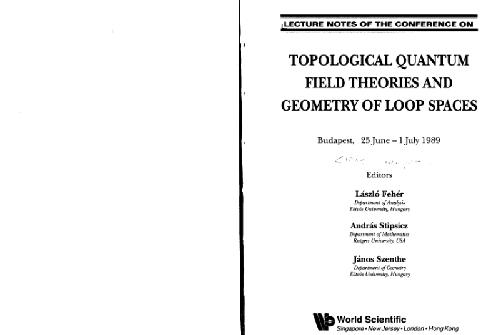 LECTURE NOTES OF THE CONFERENCE ON
TOPOLOGICAL QUANTUM
FIELD THEORIES AND
GEOMETRY OF LOOP SPACES
Budapest, 25 June – 1 July 1989
Editors
László Fehér
Department of Analysis
Eötvös University, Hungary
András Stipsicz
Department of Mathematics
Rutgers University, USA
János Szenthe
Department of Geometry
Eötvös University, Hungary
World Scientific
Singapore • New Jersey • London • Hong Kong